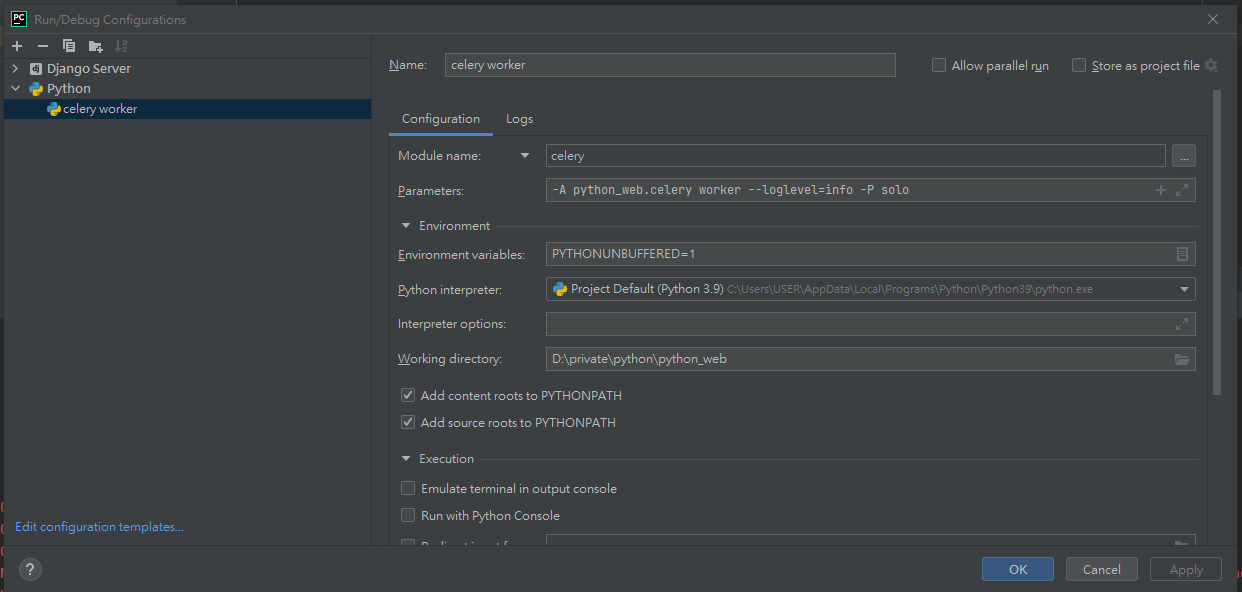 PC Run/Debug Configurations
dj Django Server
Python
celery worker
Edit configuration templates...
?
Name: celery worker Allow parallel run Store as project file
Configuration Logs
Module name: celery ...
Parameters: -A python_web.celery worker --loglevel=info -P solo
Environment
Environment variables: PYTHONUNBUFFERED=1
Python interpreter: Project Default (Python 3.9) C:\Users\USER\AppData\Local\Programs\Python\Python39\python.exe
Interpreter options:
Working directory: D:\private\python\python_web
Add content roots to PYTHONPATH
Add source roots to PYTHONPATH
Execution
Emulate terminal in output console
Run with Python Console
OK Cancel Apply